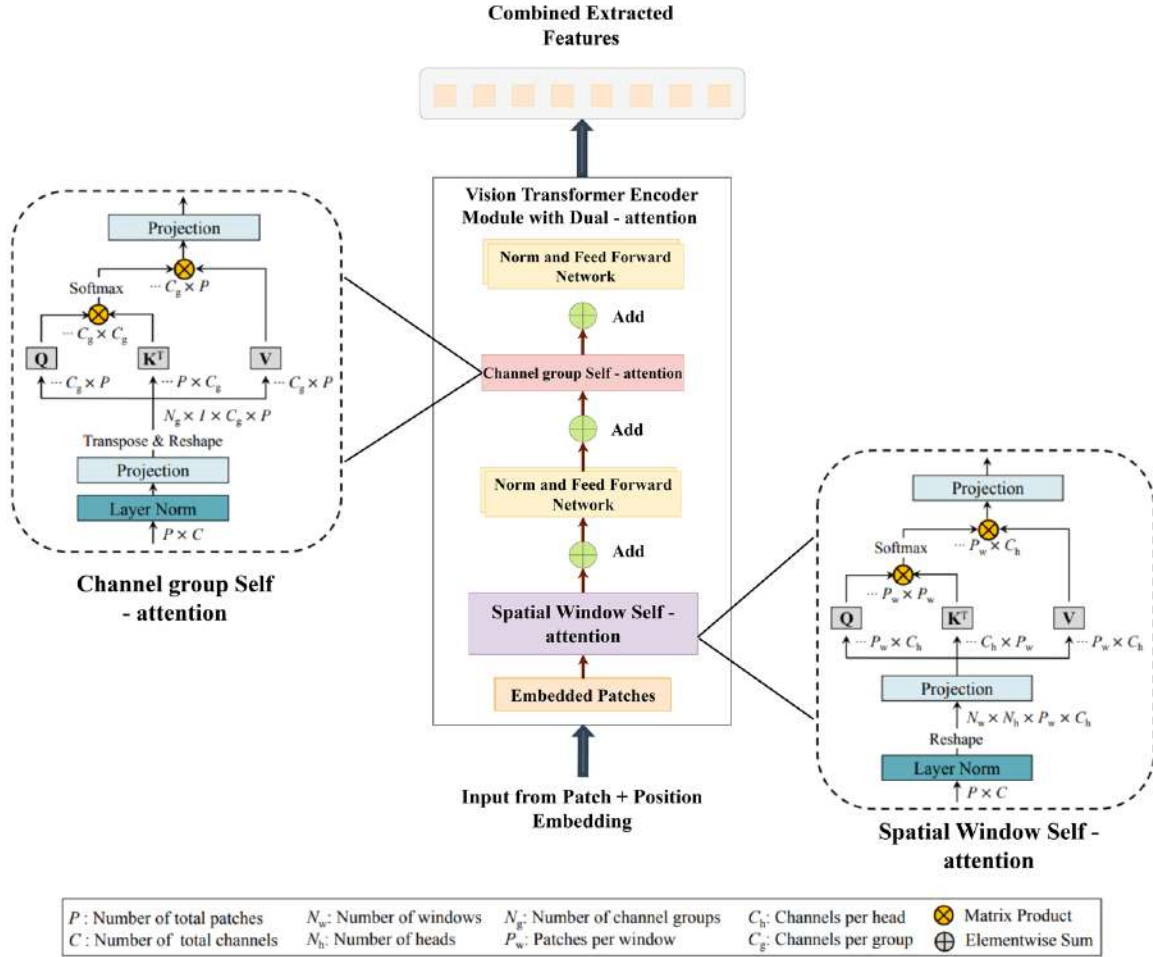 Combined Extracted
Features
Vision Transformer Encoder
Module with Dual - attention
Norm and Feed Forward
Network
Add
Channel group Self - attention
Add
Norm and Feed Forward
Network
Add
Spatial Window Self -
attention
Embedded Patches
Input from Patch + Position
Embedding
Projection
Softmax
... C_g × P
... C_g × C_g
Q
K^T
V
... C_g × P
... P × C_g
... C_g × P
N_g × I × C_g × P
Transpose & Reshape
Projection
Layer Norm
P × C
Channel group Self
- attention
Projection
Softmax
... P_w × C_h
... P_w × P_w
Q
K^T
V
... P_w × C_h
... C_h × P_w
... P_w × C_h
Projection
N_w × N_h × P_w × C_h
Reshape
Layer Norm
P × C
Spatial Window Self -
attention
P : Number of total patches
C : Number of total channels
N_w: Number of windows
N_h: Number of heads
N_g: Number of channel groups
P_w: Patches per window
C_h: Channels per head
C_g: Channels per group
Matrix Product
Elementwise Sum